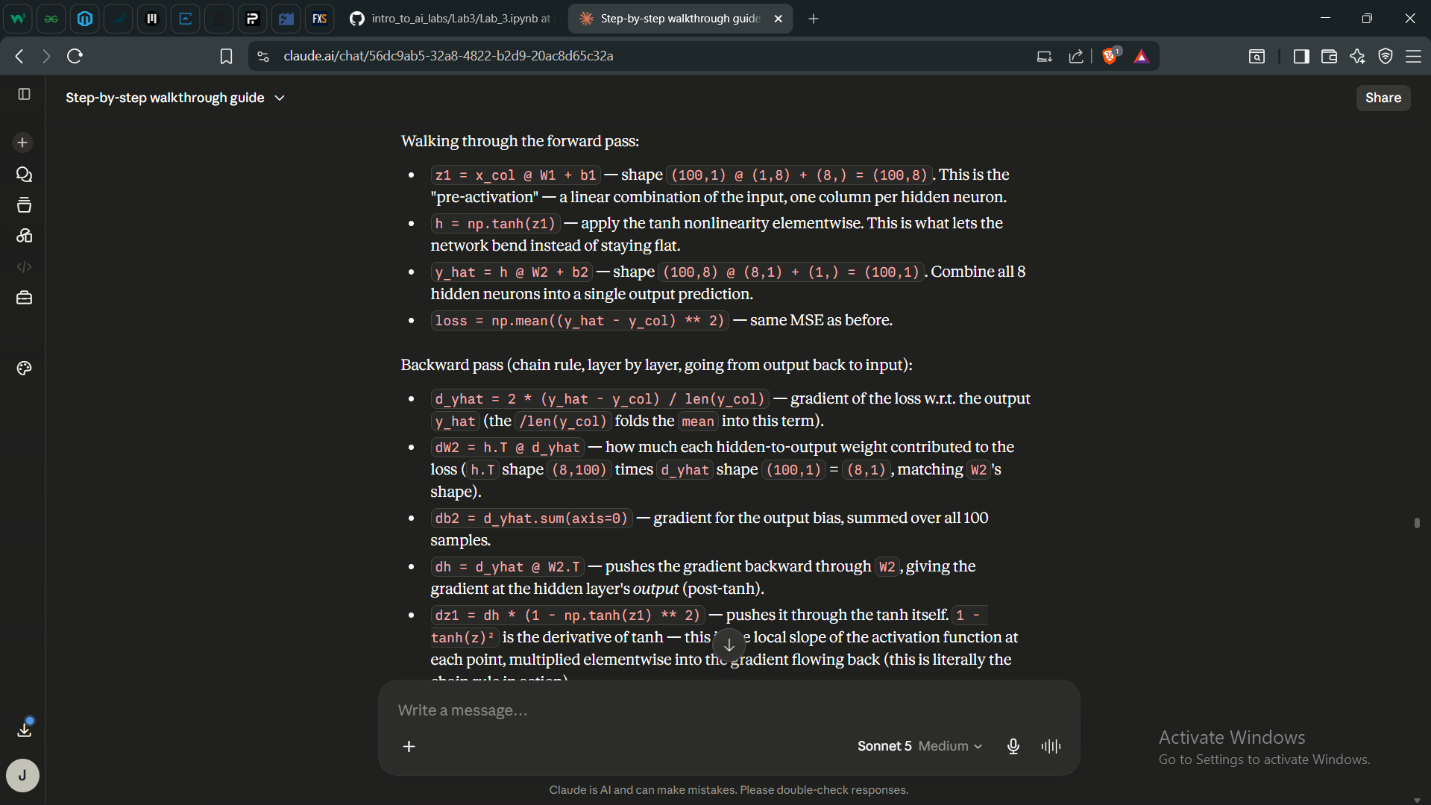 intro_to_ai_labs/Lab3/Lab_3.ipynb at
Step-by-step walkthrough guide
claude.ai/chat/56dc9ab5-32a8-4822-b2d9-20ac8d65c32a
Step-by-step walkthrough guide
Share
Walking through the forward pass:
z1 = x_col @ W1 + b1 — shape (100,1) @ (1,8) + (8,) = (100,8). This is the
"pre-activation" — a linear combination of the input, one column per hidden neuron.
h = np.tanh(z1) — apply the tanh nonlinearity elementwise. This is what lets the
network bend instead of staying flat.
y_hat = h @ W2 + b2 — shape (100,8) @ (8,1) + (1,) = (100,1). Combine all 8
hidden neurons into a single output prediction.
loss = np.mean((y_hat - y_col) ** 2) — same MSE as before.
Backward pass (chain rule, layer by layer, going from output back to input):
d_yhat = 2 * (y_hat - y_col) / len(y_col) — gradient of the loss w.r.t. the output
y_hat (the /len(y_col) folds the mean into this term).
dW2 = h.T @ d_yhat — how much each hidden-to-output weight contributed to the
loss (h.T shape (8,100) times d_yhat shape (100,1) = (8,1), matching W2's
shape).
db2 = d_yhat.sum(axis=0) — gradient for the output bias, summed over all 100
samples.
dh = d_yhat @ W2.T — pushes the gradient backward through W2, giving the
gradient at the hidden layer's output (post-tanh).
dz1 = dh * (1 - np.tanh(z1) ** 2) — pushes it through the tanh itself. 1 -
tanh(z)² is the derivative of tanh — this local slope of the activation function at
each point, multiplied elementwise into the gradient flowing back (this is literally the
Write a message...
Sonnet 5 Medium
Claude is AI and can make mistakes. Please double-check responses.
J
Activate Windows
Go to Settings to activate Windows.
FXS
1